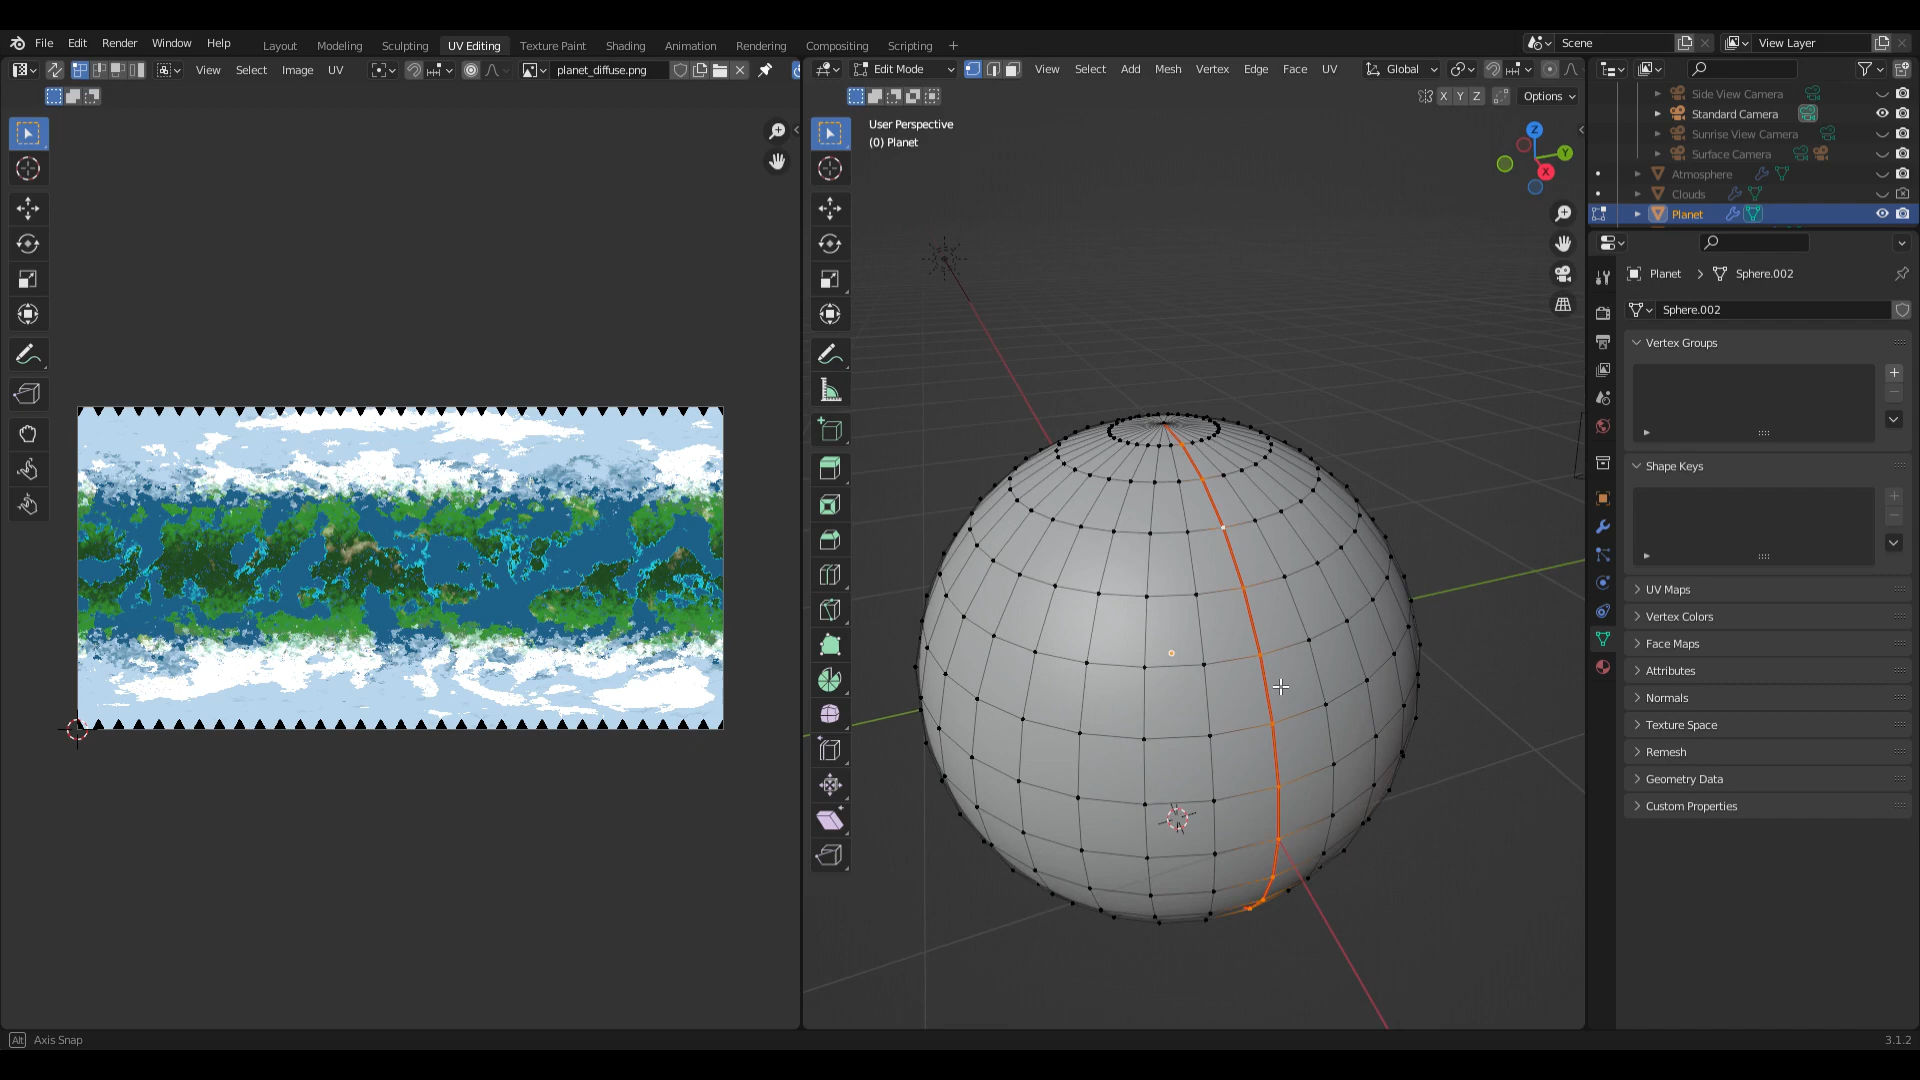 File Edit Render Window Help Layout Modeling Sculpting UV Editing Texture Paint Shading Animation Rendering Compositing Scripting + Scene View Layer
View Select Image UV planet_diffuse.png Edit Mode View Select Add Mesh Vertex Edge Face UV Global
X Y Z Options
User Perspective
(0) Planet
Z
Y
X
Side View Camera
Standard Camera
Sunrise View Camera
Surface Camera
Atmosphere
Clouds
Planet
Planet Sphere.002
Sphere.002
Vertex Groups
Shape Keys
UV Maps
Vertex Colors
Face Maps
Attributes
Normals
Texture Space
Remesh
Geometry Data
Custom Properties
Alt Axis Snap 3.1.2